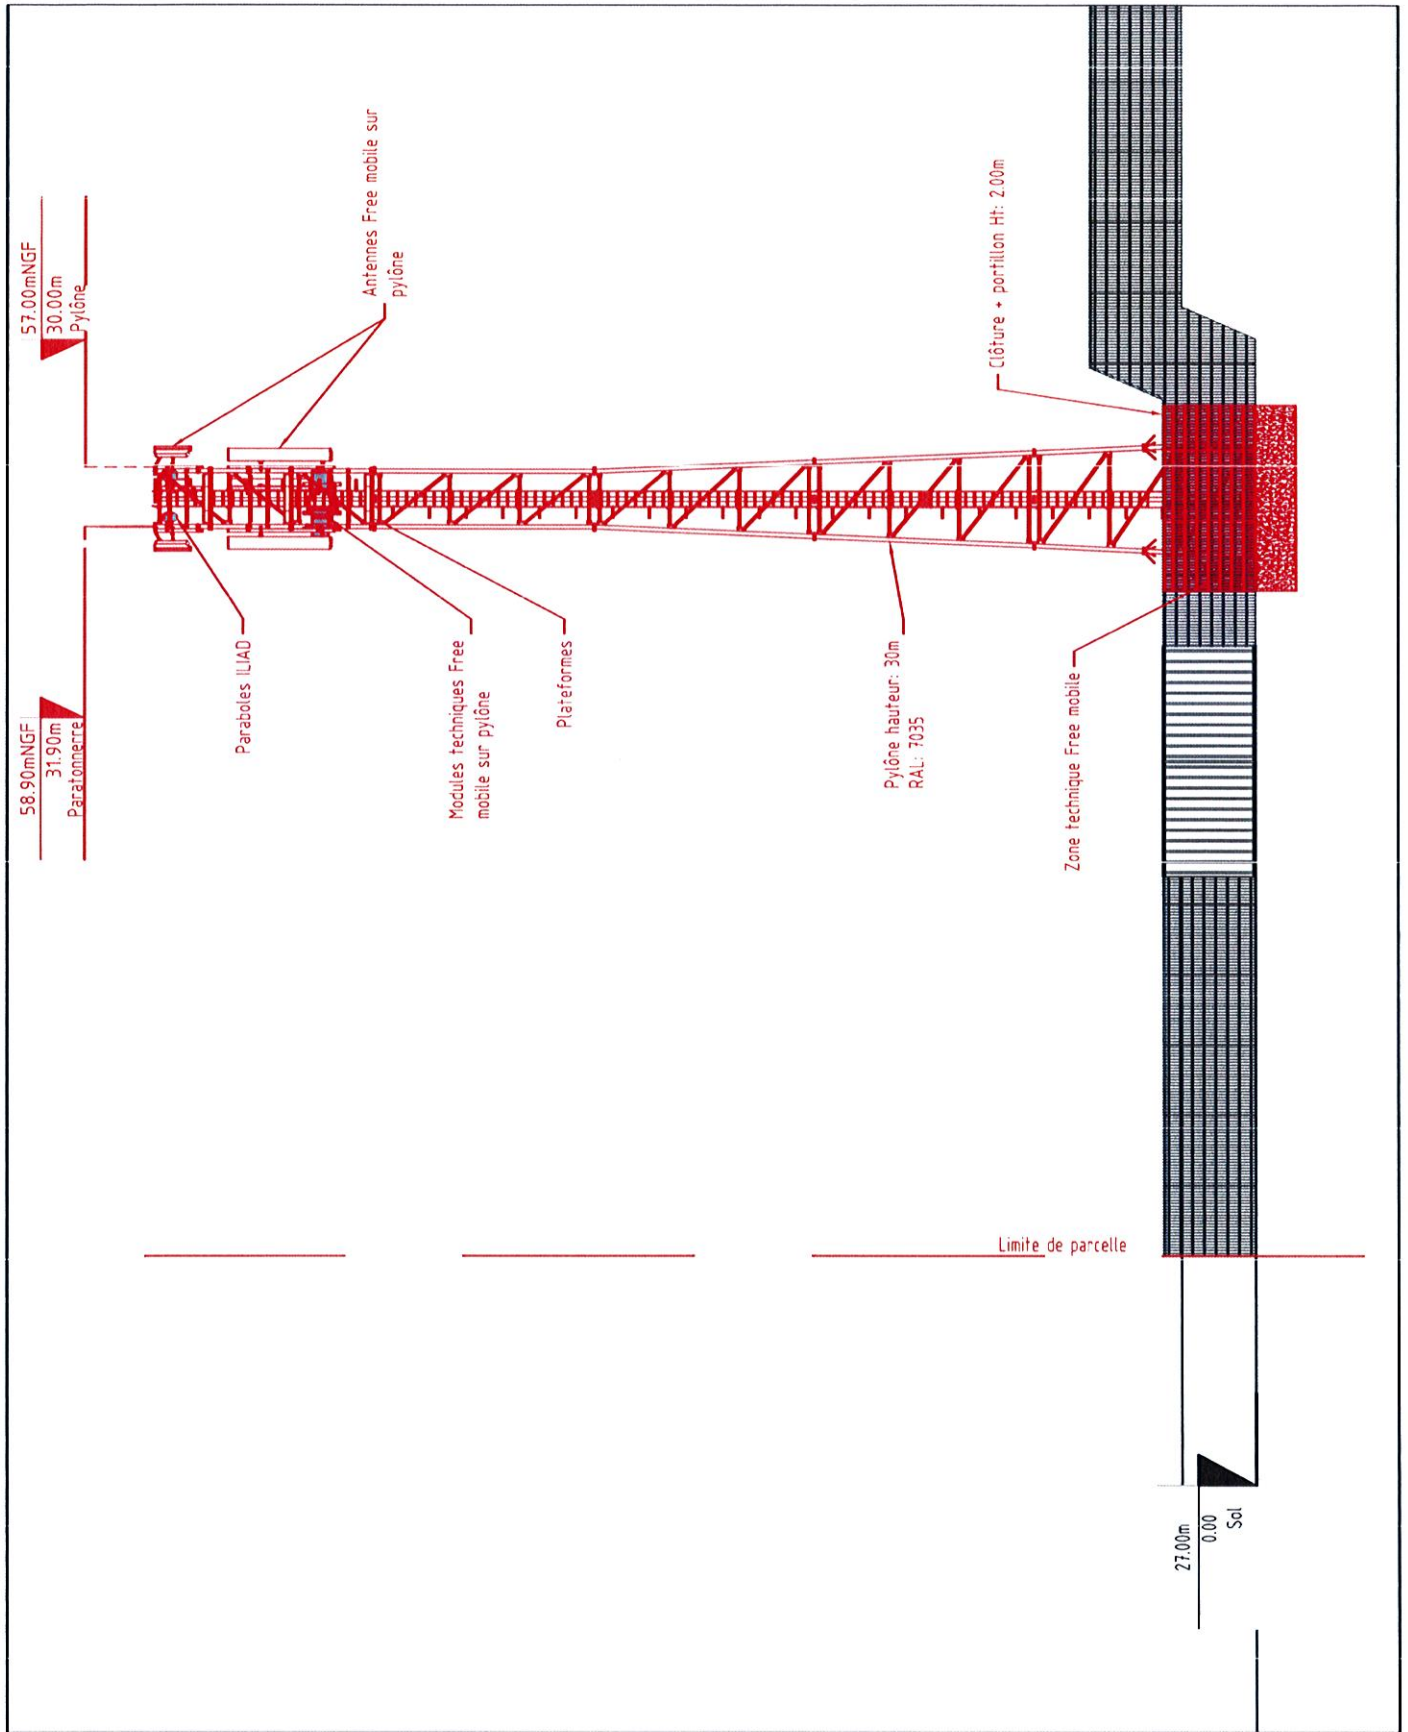 58.90mNGF
31.90m
Paratonnerre
57.00mNGF
30.00m
Pylône
Paraboles ILIAD
Antennes Free mobile sur
pylône
Modules techniques Free
mobile sur pylône
Plateformes
Pylône hauteur: 30m
RAL: 7035
Clôture + portillon Ht: 2.00m
Zone technique Free mobile
Limite de parcelle
27.00m
0.00
Sol